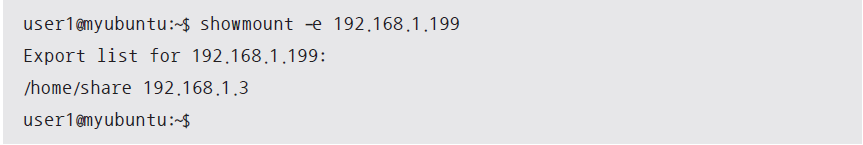 user1@myubuntu:~$ showmount -e 192.168.1.199
Export list for 192.168.1.199:
/home/share 192.168.1.3
user1@myubuntu:~$